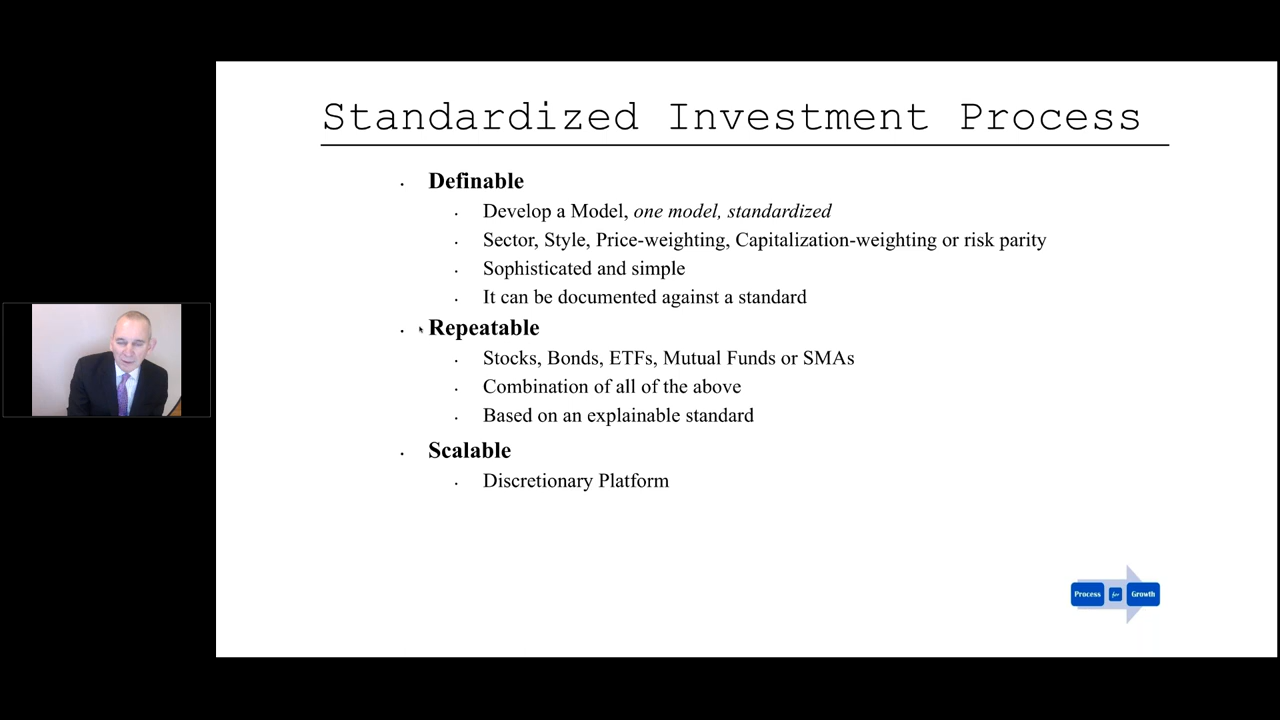 Standardized Investment Process
Definable
Develop a Model, one model, standardized
Sector, Style, Price-weighting, Capitalization-weighting or risk parity
Sophisticated and simple
It can be documented against a standard
Repeatable
Stocks, Bonds, ETFs, Mutual Funds or SMAs
Combination of all of the above
Based on an explainable standard
Scalable
Discretionary Platform
Process for Growth